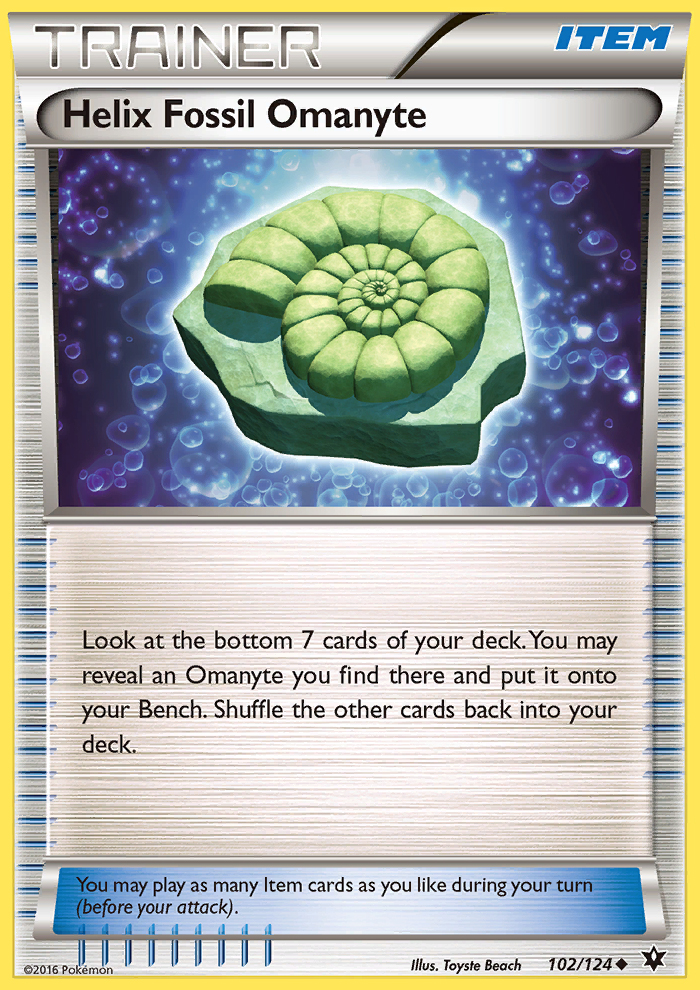 TRAINER
ITEM
Helix Fossil Omanyte
Look at the bottom 7 cards of your deck. You may
reveal an Omanyte you find there and put it onto
your Bench. Shuffle the other cards back into your
deck.
You may play as many Item cards as you like during your turn
(before your attack).
©2016 Pokémon
Illus. Toyste Beach
102/124